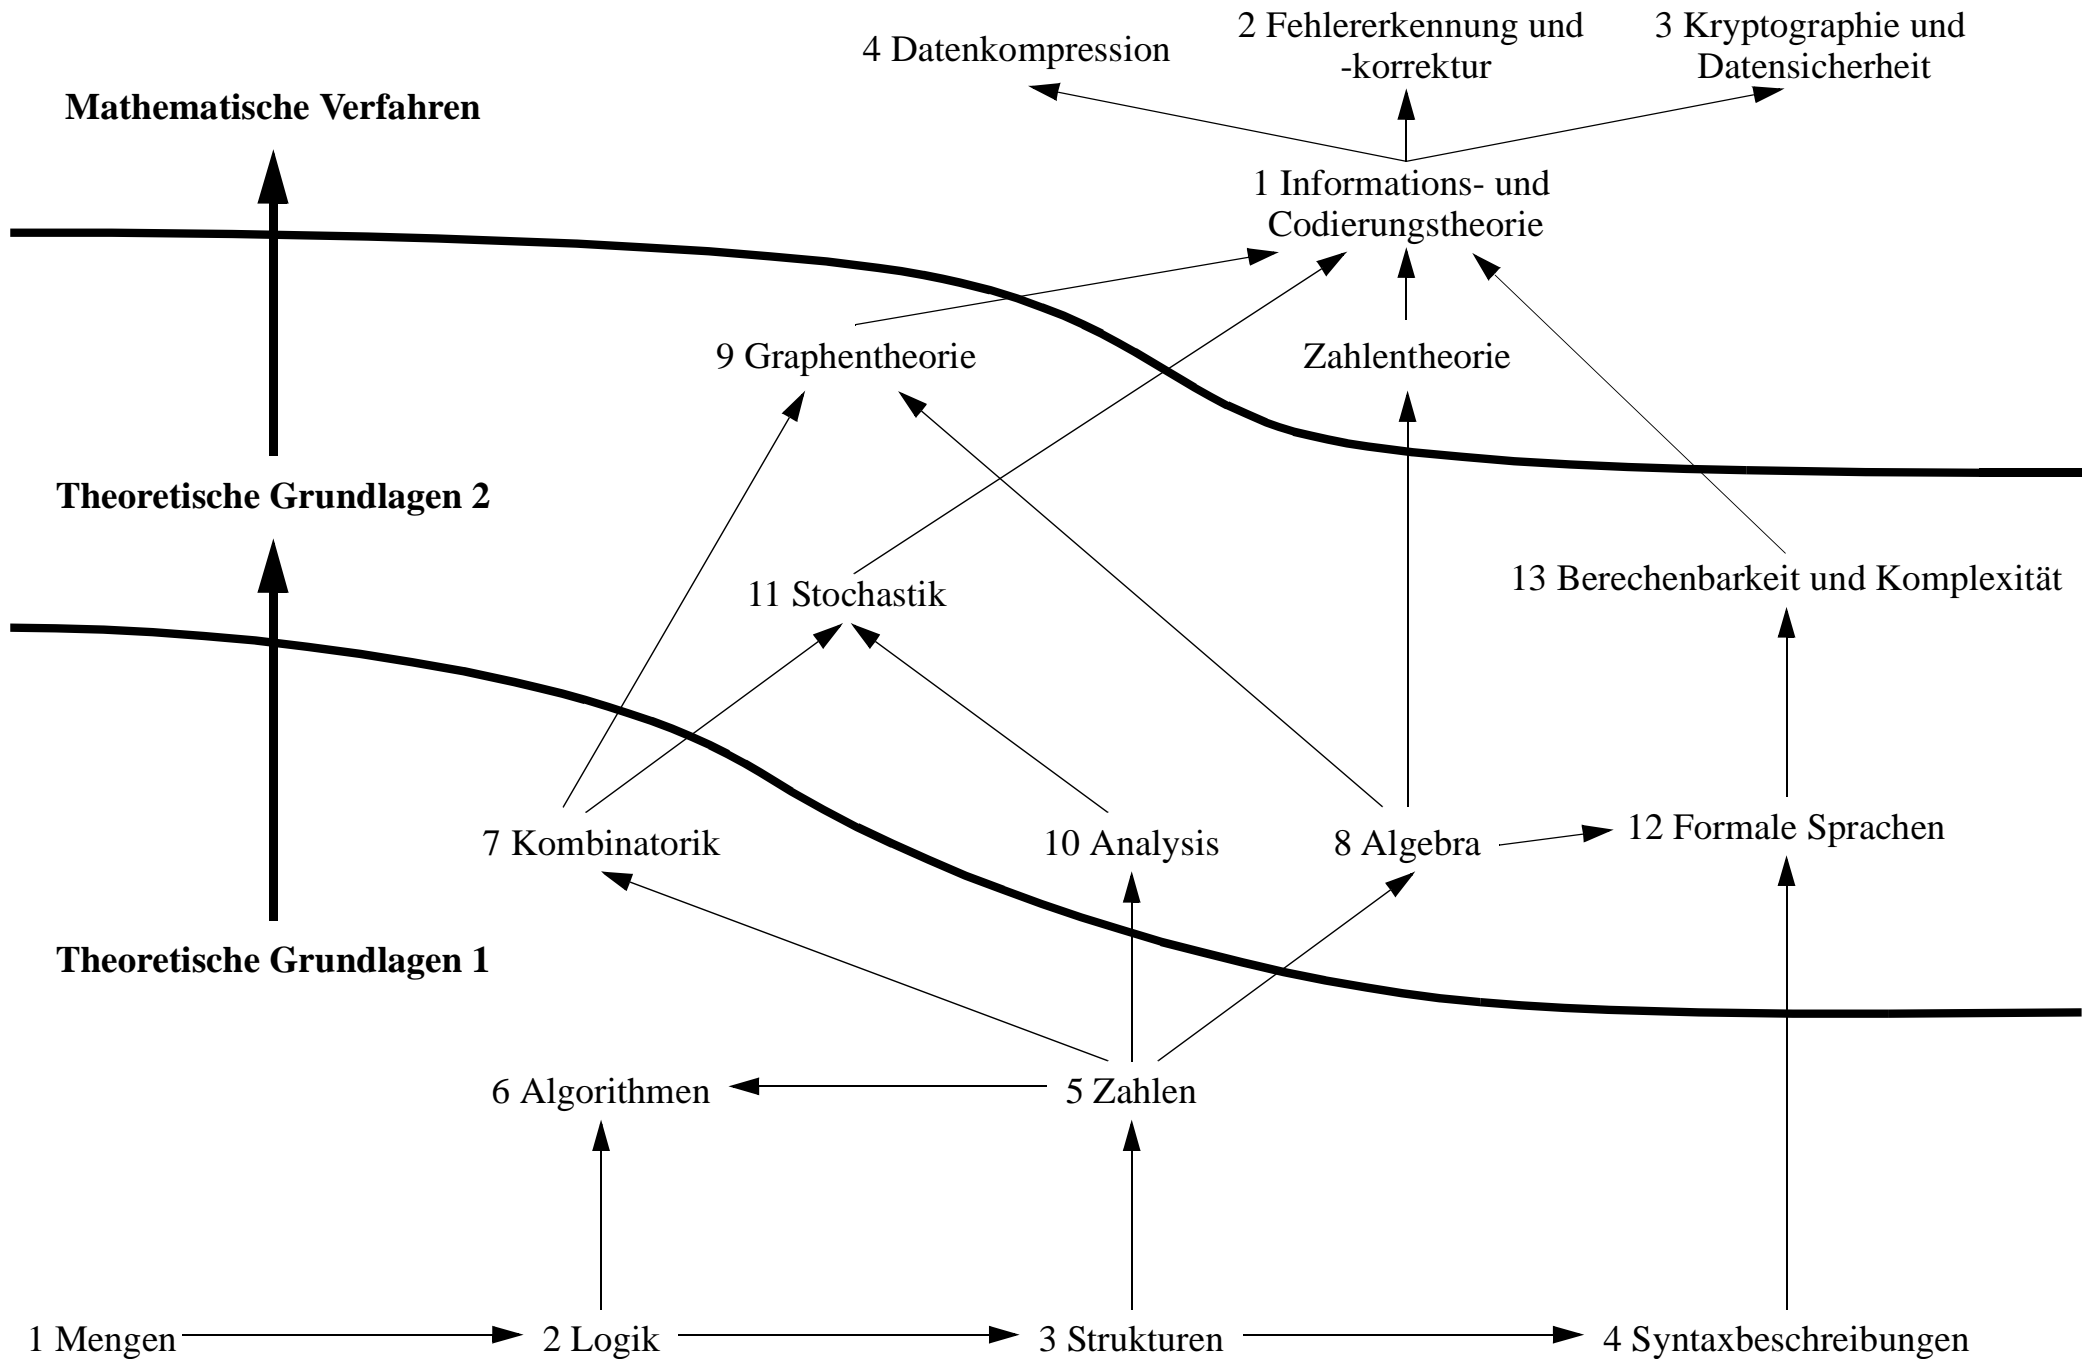 4 Datenkompression
2 Fehlererkennung und
-korrektur
3 Kryptographie und
Datensicherheit
Mathematische Verfahren
1 Informations- und
Codierungstheorie
9 Graphentheorie
Zahlentheorie
Theoretische Grundlagen 2
11 Stochastik
13 Berechenbarkeit und Komplexität
7 Kombinatorik
10 Analysis
8 Algebra
12 Formale Sprachen
Theoretische Grundlagen 1
6 Algorithmen
5 Zahlen
1 Mengen
2 Logik
3 Strukturen
4 Syntaxbeschreibungen